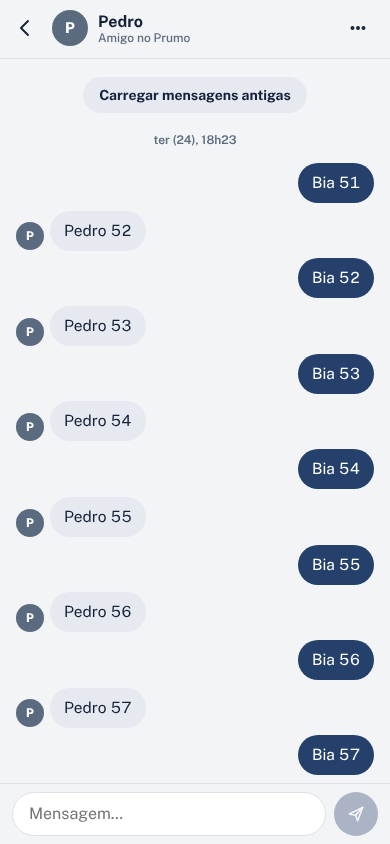 P
Pedro
Amigo no Prumo
Carregar mensagens antigas
ter (24), 18h23
Bia 51
P
Pedro 52
Bia 52
P
Pedro 53
Bia 53
P
Pedro 54
Bia 54
P
Pedro 55
Bia 55
P
Pedro 56
Bia 56
P
Pedro 57
Bia 57
Mensagem...